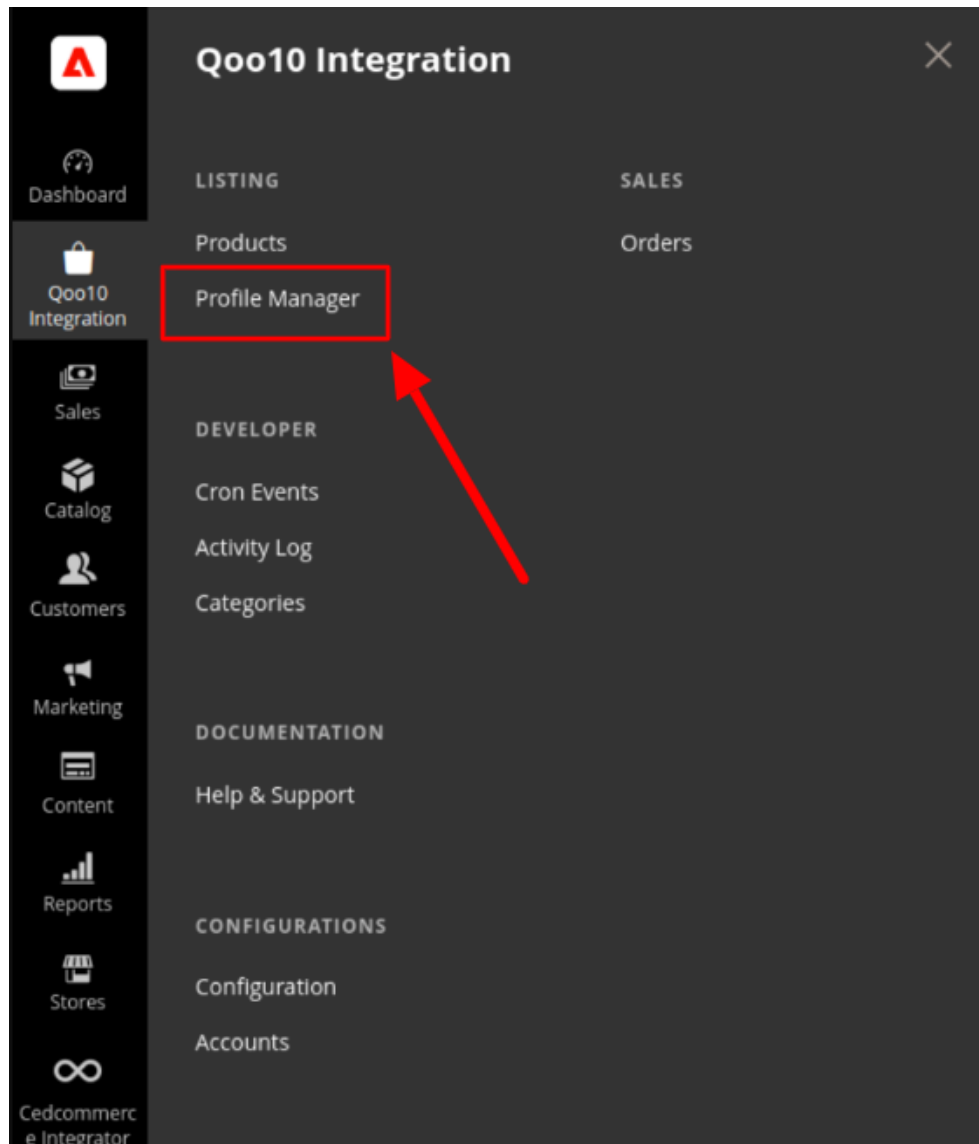 Qoo10 Integration
Dashboard
Qoo10
Integration
Sales
Catalog
Customers
Marketing
Content
Reports
Stores
Cedcommerc
e Integrator
LISTING
Products
Profile Manager
SALES
Orders
DEVELOPER
Cron Events
Activity Log
Categories
DOCUMENTATION
Help & Support
CONFIGURATIONS
Configuration
Accounts